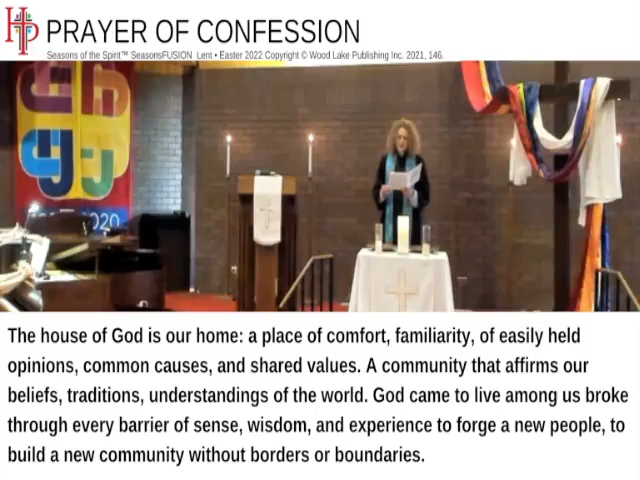 HP
PRAYER OF CONFESSION
Seasons of the Spirit™ SeasonsFUSION Lent • Easter 2022 Copyright © Wood Lake Publishing Inc. 2021, 146.
2020
The house of God is our home: a place of comfort, familiarity, of easily held
opinions, common causes, and shared values. A community that affirms our
beliefs, traditions, understandings of the world. God came to live among us broke
through every barrier of sense, wisdom, and experience to forge a new people, to
build a new community without borders or boundaries.